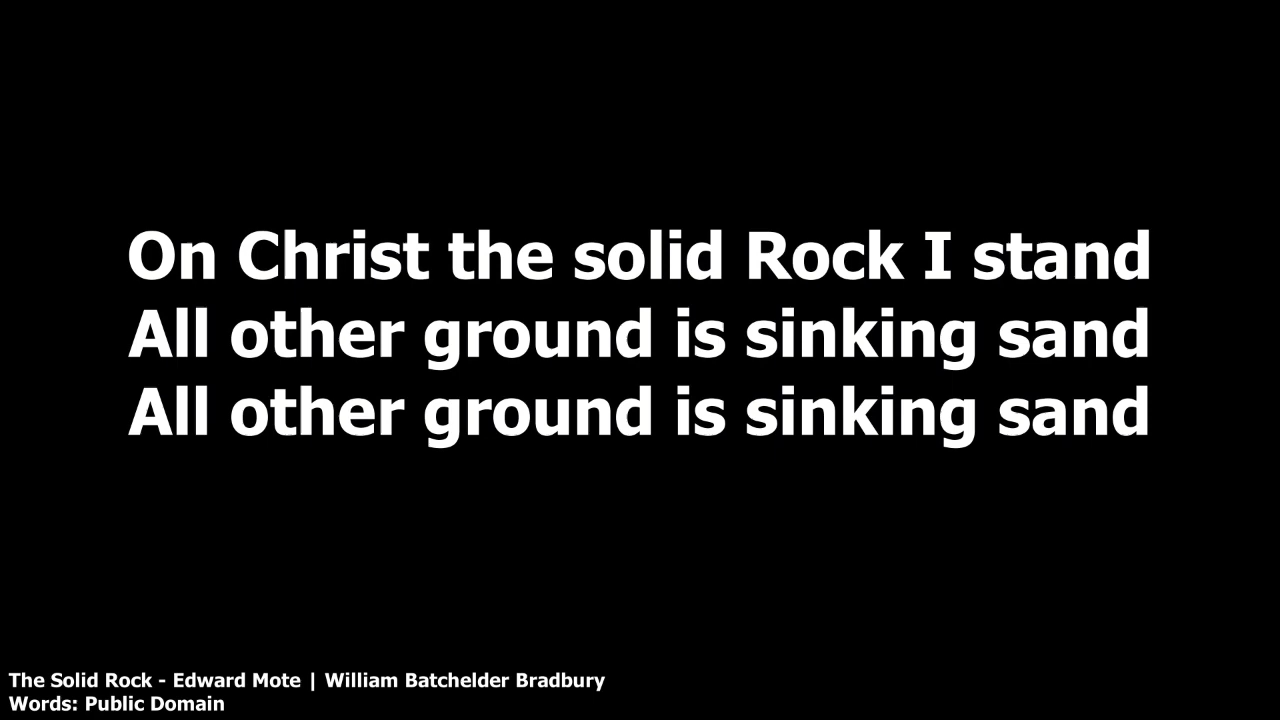 On Christ the solid Rock I stand
All other ground is sinking sand
All other ground is sinking sand
The Solid Rock - Edward Mote | William Batchelder Bradbury
Words: Public Domain